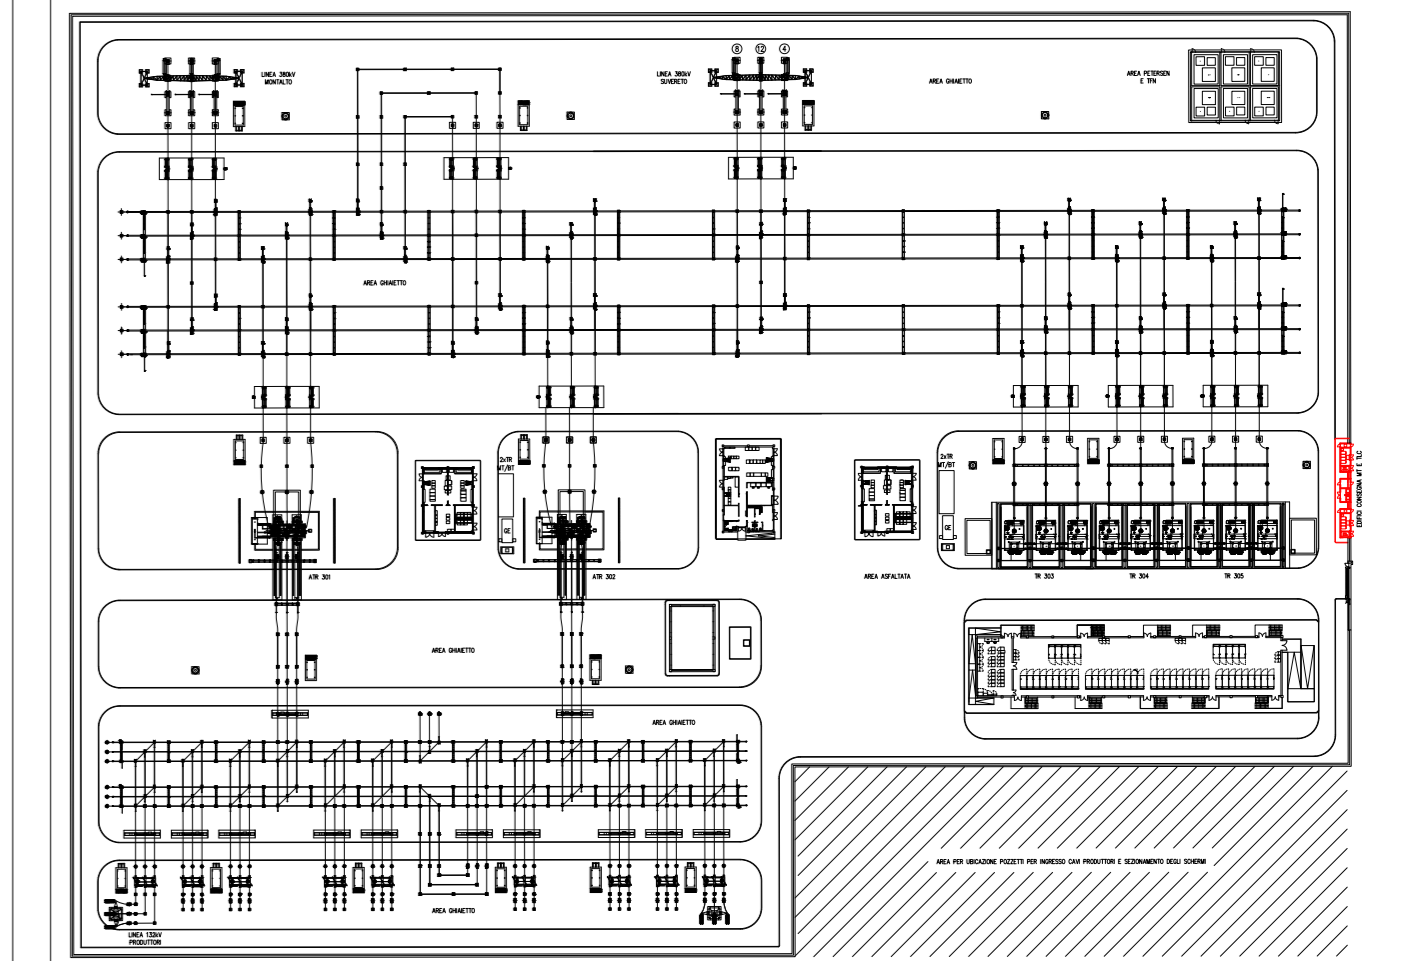 8 12 4
LINEA 380kV
MONTALTO
LINEA 380kV
SUVERETO
AREA GHIAIETTO
AREA PETERSEN
E TFN
AREA GHIAIETTO
2xTR
MT/BT
GE
2xTR
MT/BT
GE
EDIFICI CONSEGNA MT E TLC
ATR 301
ATR 302
AREA ASFALTATA
TR 303
TR 304
TR 305
AREA GHIAIETTO
AREA GHIAIETTO
AREA PER UBICAZIONE POZZETTI PER INGRESSO CAVI PRODUTTORI E SEZIONAMENTO DEGLI SCHERMI
AREA GHIAIETTO
LINEA 132kV
PRODUTTORI